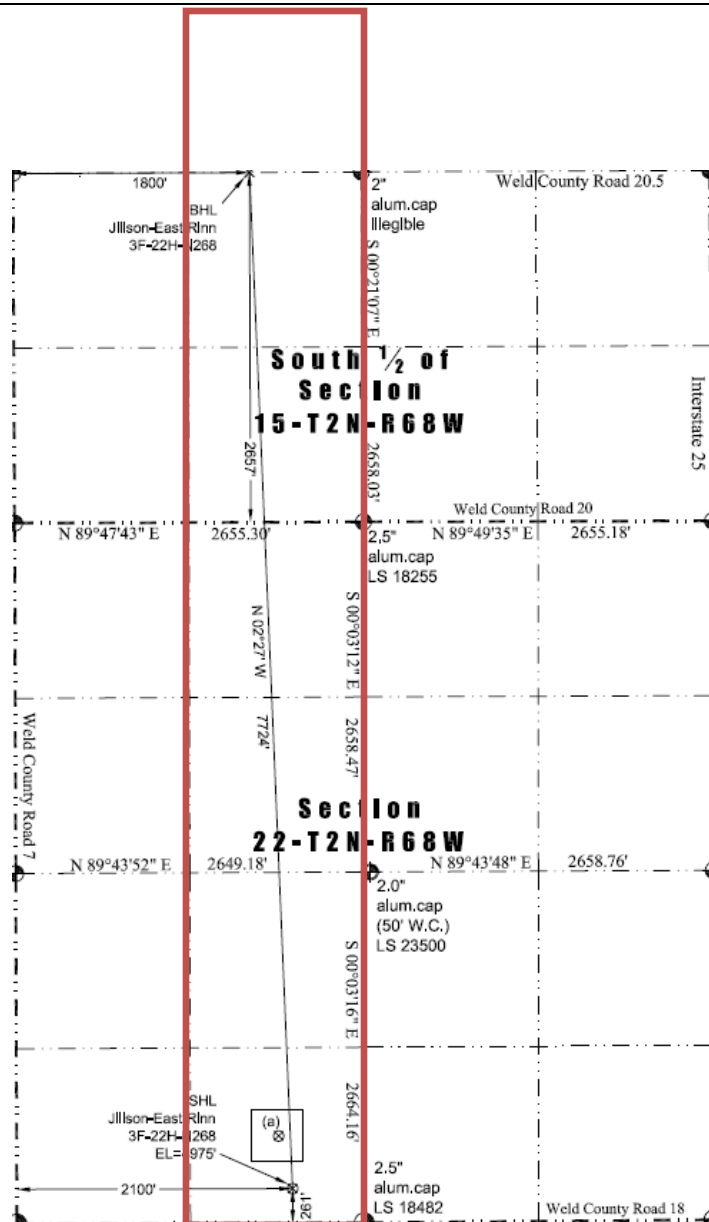 1800'
2"
alum.cap
Illegible
Weld County Road 20.5
BHL
Jillson-East Rinn
3F-22H-N268
S 00°21'07" E
South ½ of
Section
15-T2N-R68W
Interstate 25
2657'
2658.03'
Weld County Road 20
N 89°47'43" E
2655.30'
2.5"
alum.cap
LS 18255
N 89°49'35" E
2655.18'
N 02°27' W
7724'
S 00°03'12" E
2658.47'
Weld County Road 7
Section
22-T2N-R68W
N 89°43'52" E
2649.18'
N 89°43'48" E
2658.76'
2.0"
alum.cap
(50' W.C.)
LS 23500
S 00°03'16" E
2664.16'
SHL
Jillson-East Rinn
3F-22H-N268
EL=4975'
(a)
2100'
291'
2.5"
alum.cap
LS 18482
Weld County Road 18